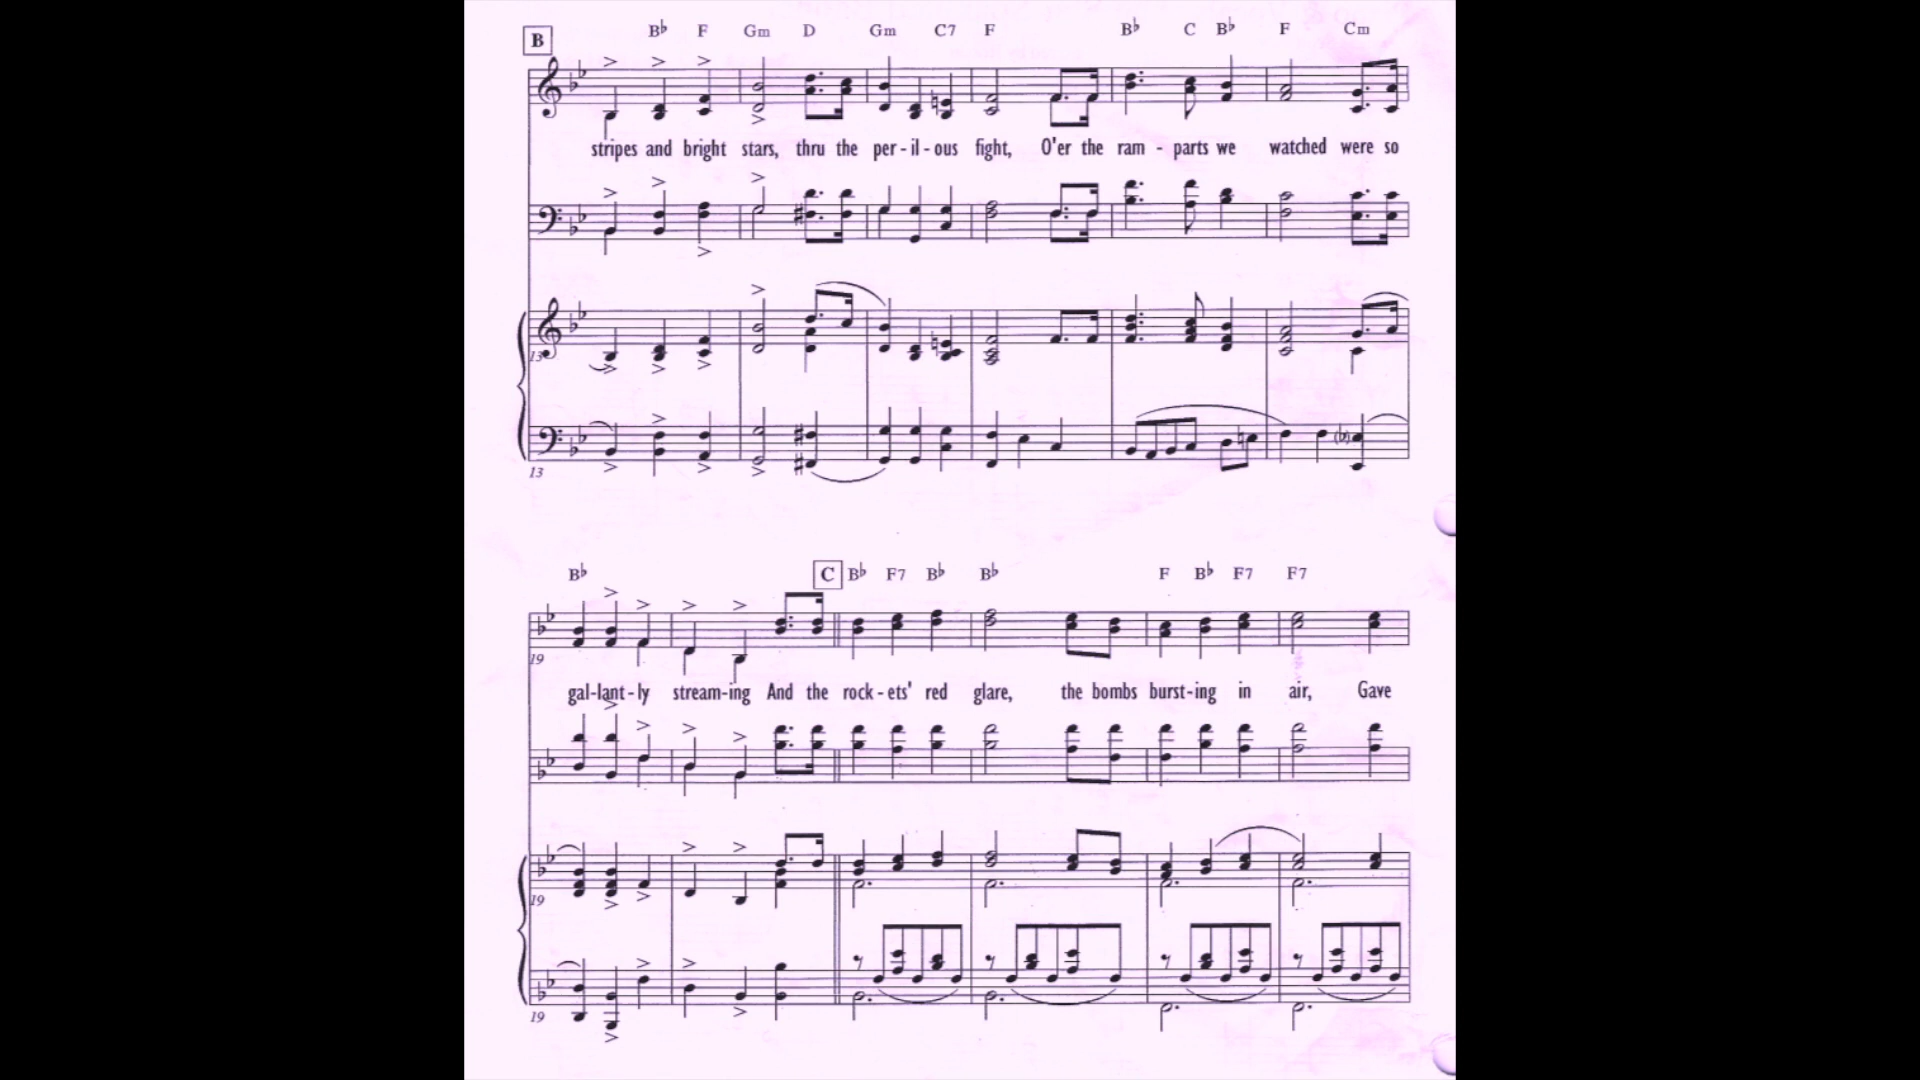 B B♭ F Gm D Gm C7 F B♭ C B♭ F Cm
stripes and bright stars, thru the per-il-ous fight, O'er the ram-parts we watched were so
13
(♭)
13
B♭ C B♭ F7 B♭ B♭ F B♭ F7 F7
19
gal-lant-ly stream-ing And the rock-ets' red glare, the bombs burst-ing in air, Gave
19
19